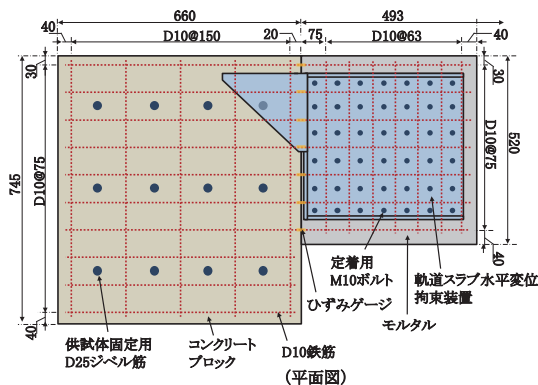 660
493
40
D10@150
20
75
D10@63
40
30
30
745
D10@75
D10@75
520
40
40
定着用
M10ボルト
軌道スラブ水平変位
拘束装置
ひずみゲージ
モルタル
供試体固定用
D25ジベル筋
コンクリート
ブロック
D10鉄筋
(平面図)